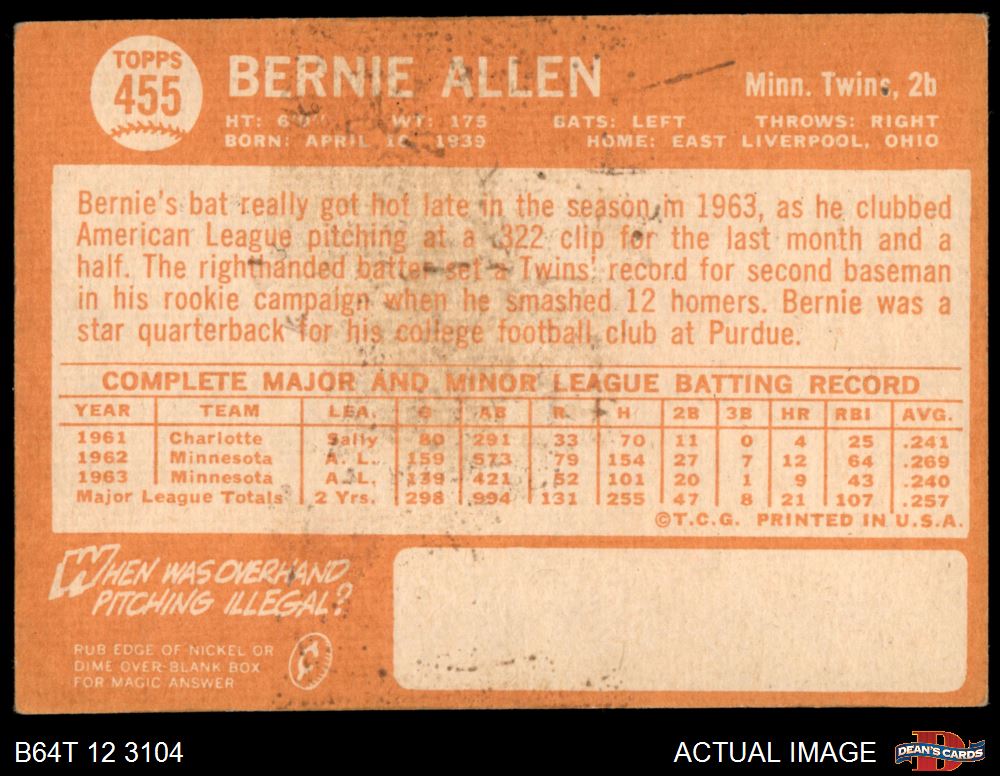 TOPPS
455
BERNIE ALLEN
Minn. Twins, 2b
HT: WT: 175 BATS: LEFT THROWS: RIGHT
BORN: APRIL 1939 HOME: EAST LIVERPOOL, OHIO
Bernie's bat really got hot late in the season in 1963, as he clubbed
American League pitching at a .322 clip for the last month and a
half. The righthanded batter set a Twins' record for second baseman
in his rookie campaign when he smashed 12 homers. Bernie was a
star quarterback for his college football club at Purdue.
COMPLETE MAJOR AND MINOR LEAGUE BATTING RECORD
YEAR TEAM LEA. G AB R H 2B 3B HR RBI AVG.
1961 Charlotte Sally 80 291 33 70 11 0 4 25 .241
1962 Minnesota A.L. 159 573 79 154 27 7 12 64 .269
1963 Minnesota A.L. 139 421 52 101 20 1 9 43 .240
Major League Totals 2 Yrs. 298 994 131 255 47 8 21 107 .257
©T.C.G. PRINTED IN U.S.A.
WHEN WAS OVERHAND
PITCHING ILLEGAL?
RUB EDGE OF NICKEL OR
DIME OVER BLANK BOX
FOR MAGIC ANSWER
B64T 12 3104
ACTUAL IMAGE
DEAN'S CARDS